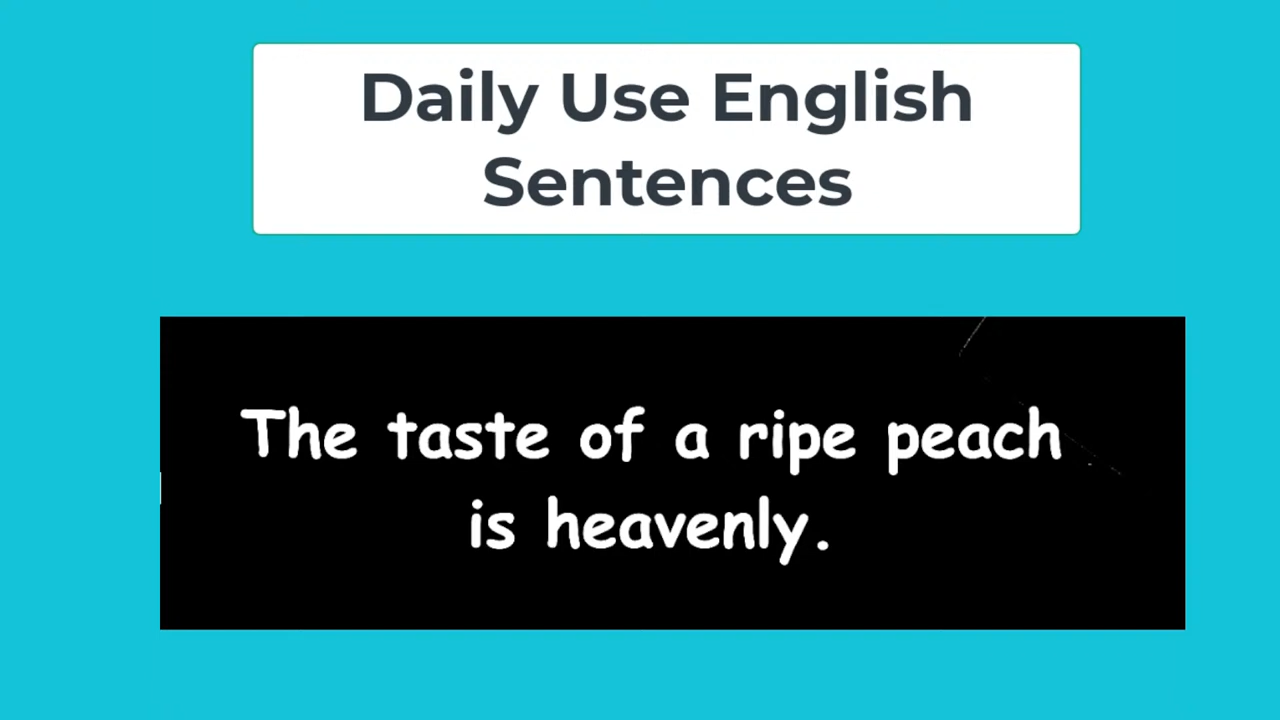 Daily Use English
Sentences
The taste of a ripe peach
is heavenly.